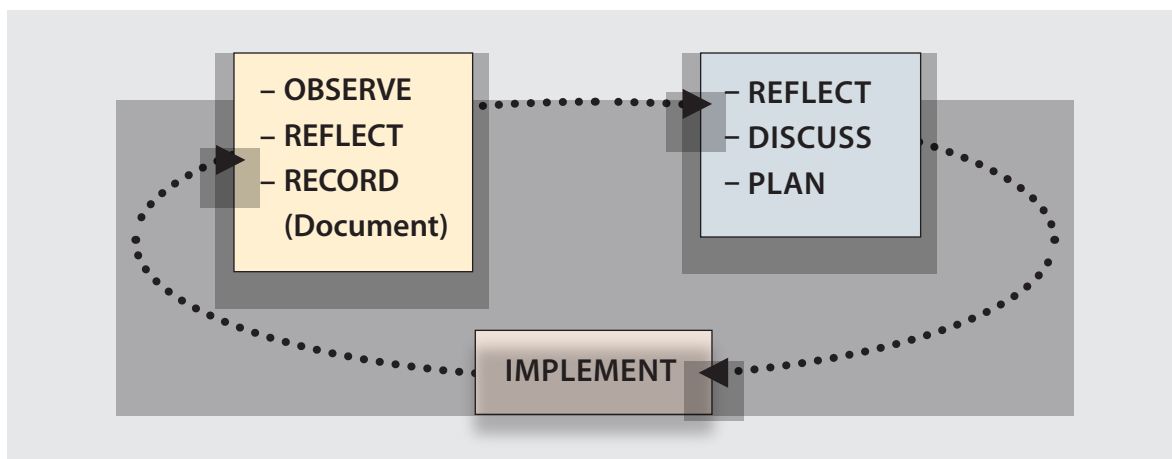 – OBSERVE
– REFLECT
– RECORD
(Document)
– REFLECT
– DISCUSS
– PLAN
IMPLEMENT